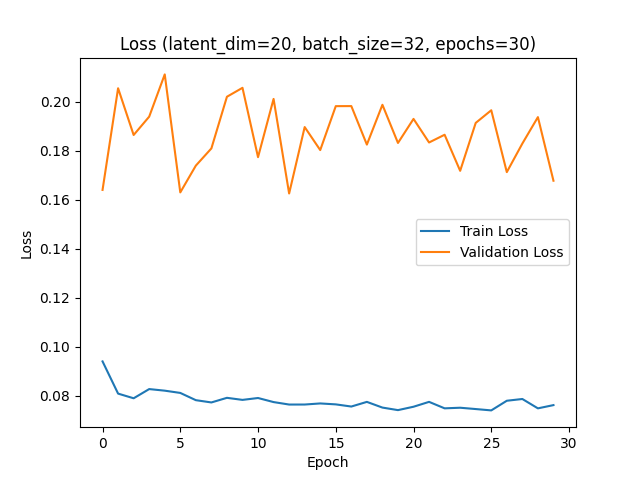 Loss (latent_dim=20, batch_size=32, epochs=30)
0.20
0.18
0.16
0.14
0.12
0.10
0.08
Loss
Train Loss
Validation Loss
0 5 10 15 20 25 30
Epoch